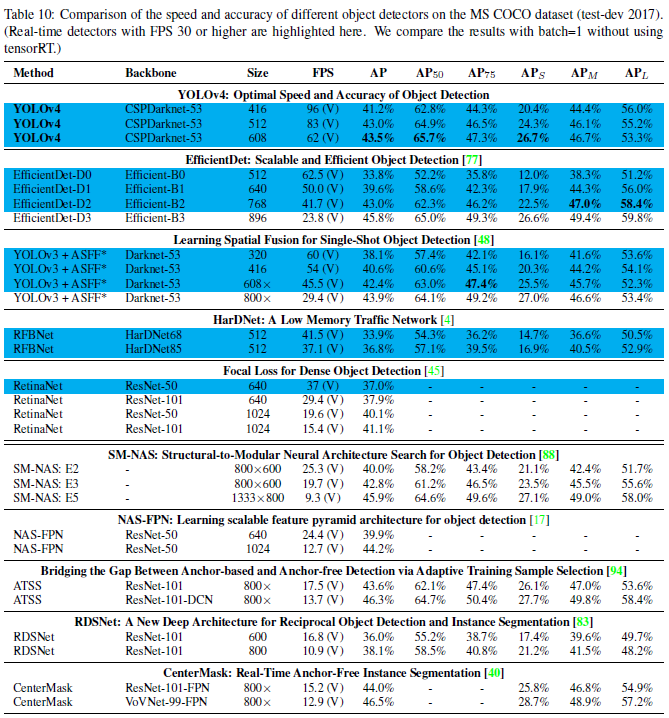 Table 10: Comparison of the speed and accuracy of different object detectors on the MS COCO dataset (test-dev 2017).
(Real-time detectors with FPS 30 or higher are highlighted here. We compare the results with batch=1 without using
tensorRT.)
Method Backbone Size FPS AP AP50 AP75 APS APM APL
YOLOv4: Optimal Speed and Accuracy of Object Detection
YOLOv4 CSPDarknet-53 416 96 (V) 41.2% 62.8% 44.3% 20.4% 44.4% 56.0%
YOLOv4 CSPDarknet-53 512 83 (V) 43.0% 64.9% 46.5% 24.3% 46.1% 55.2%
YOLOv4 CSPDarknet-53 608 62 (V) 43.5% 65.7% 47.3% 26.7% 46.7% 53.3%
EfficientDet: Scalable and Efficient Object Detection [77]
EfficientDet-D0 Efficient-B0 512 62.5 (V) 33.8% 52.2% 35.8% 12.0% 38.3% 51.2%
EfficientDet-D1 Efficient-B1 640 50.0 (V) 39.6% 58.6% 42.3% 17.9% 44.3% 56.0%
EfficientDet-D2 Efficient-B2 768 41.7 (V) 43.0% 62.3% 46.2% 22.5% 47.0% 58.4%
EfficientDet-D3 Efficient-B3 896 23.8 (V) 45.8% 65.0% 49.3% 26.6% 49.4% 59.8%
Learning Spatial Fusion for Single-Shot Object Detection [48]
YOLOv3 + ASFF* Darknet-53 320 60 (V) 38.1% 57.4% 42.1% 16.1% 41.6% 53.6%
YOLOv3 + ASFF* Darknet-53 416 54 (V) 40.6% 60.6% 45.1% 20.3% 44.2% 54.1%
YOLOv3 + ASFF* Darknet-53 608× 45.5 (V) 42.4% 63.0% 47.4% 25.5% 45.7% 52.3%
YOLOv3 + ASFF* Darknet-53 800× 29.4 (V) 43.9% 64.1% 49.2% 27.0% 46.6% 53.4%
HarDNet: A Low Memory Traffic Network [4]
RFBNet HarDNet68 512 41.5 (V) 33.9% 54.3% 36.2% 14.7% 36.6% 50.5%
RFBNet HarDNet85 512 37.1 (V) 36.8% 57.1% 39.5% 16.9% 40.5% 52.9%
Focal Loss for Dense Object Detection [45]
RetinaNet ResNet-50 640 37 (V) 37.0% - - - - -
RetinaNet ResNet-101 640 29.4 (V) 37.9% - - - - -
RetinaNet ResNet-50 1024 19.6 (V) 40.1% - - - - -
RetinaNet ResNet-101 1024 15.4 (V) 41.1% - - - - -
SM-NAS: Structural-to-Modular Neural Architecture Search for Object Detection [88]
SM-NAS: E2 - 800×600 25.3 (V) 40.0% 58.2% 43.4% 21.1% 42.4% 51.7%
SM-NAS: E3 - 800×600 19.7 (V) 42.8% 61.2% 46.5% 23.5% 45.5% 55.6%
SM-NAS: E5 - 1333×800 9.3 (V) 45.9% 64.6% 49.6% 27.1% 49.0% 58.0%
NAS-FPN: Learning scalable feature pyramid architecture for object detection [17]
NAS-FPN ResNet-50 640 24.4 (V) 39.9% - - - - -
NAS-FPN ResNet-50 1024 12.7 (V) 44.2% - - - - -
Bridging the Gap Between Anchor-based and Anchor-free Detection via Adaptive Training Sample Selection [94]
ATSS ResNet-101 800× 17.5 (V) 43.6% 62.1% 47.4% 26.1% 47.0% 53.6%
ATSS ResNet-101-DCN 800× 13.7 (V) 46.3% 64.7% 50.4% 27.7% 49.8% 58.4%
RDSNet: A New Deep Architecture for Reciprocal Object Detection and Instance Segmentation [83]
RDSNet ResNet-101 600 16.8 (V) 36.0% 55.2% 38.7% 17.4% 39.6% 49.7%
RDSNet ResNet-101 800 10.9 (V) 38.1% 58.5% 40.8% 21.2% 41.5% 48.2%
CenterMask: Real-Time Anchor-Free Instance Segmentation [40]
CenterMask ResNet-101-FPN 800× 15.2 (V) 44.0% - - 25.8% 46.8% 54.9%
CenterMask VoVNet-99-FPN 800× 12.9 (V) 46.5% - - 28.7% 48.9% 57.2%